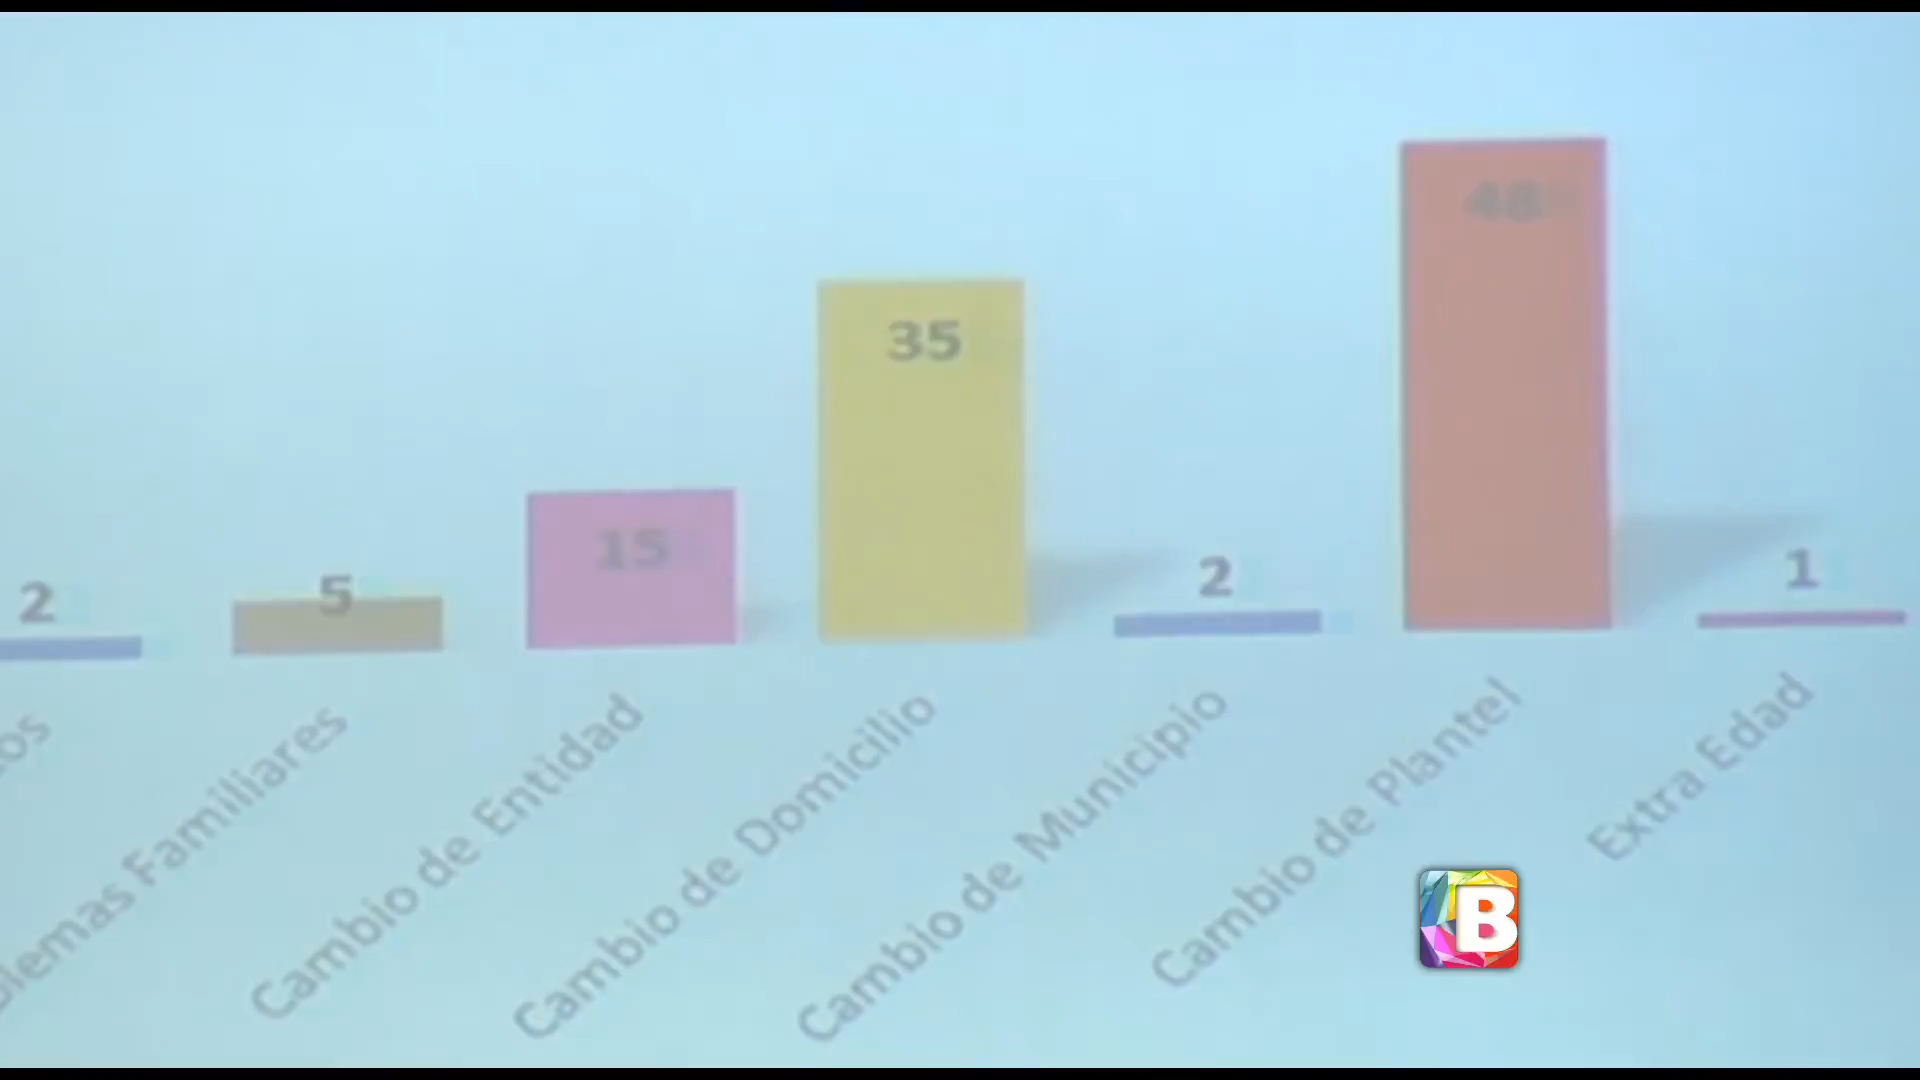 2
5
15
35
2
48
1
Familiares
Cambio de Entidad
Cambio de Domicilio
Cambio de Municipio
Cambio de Plantel
Extra Edad
B